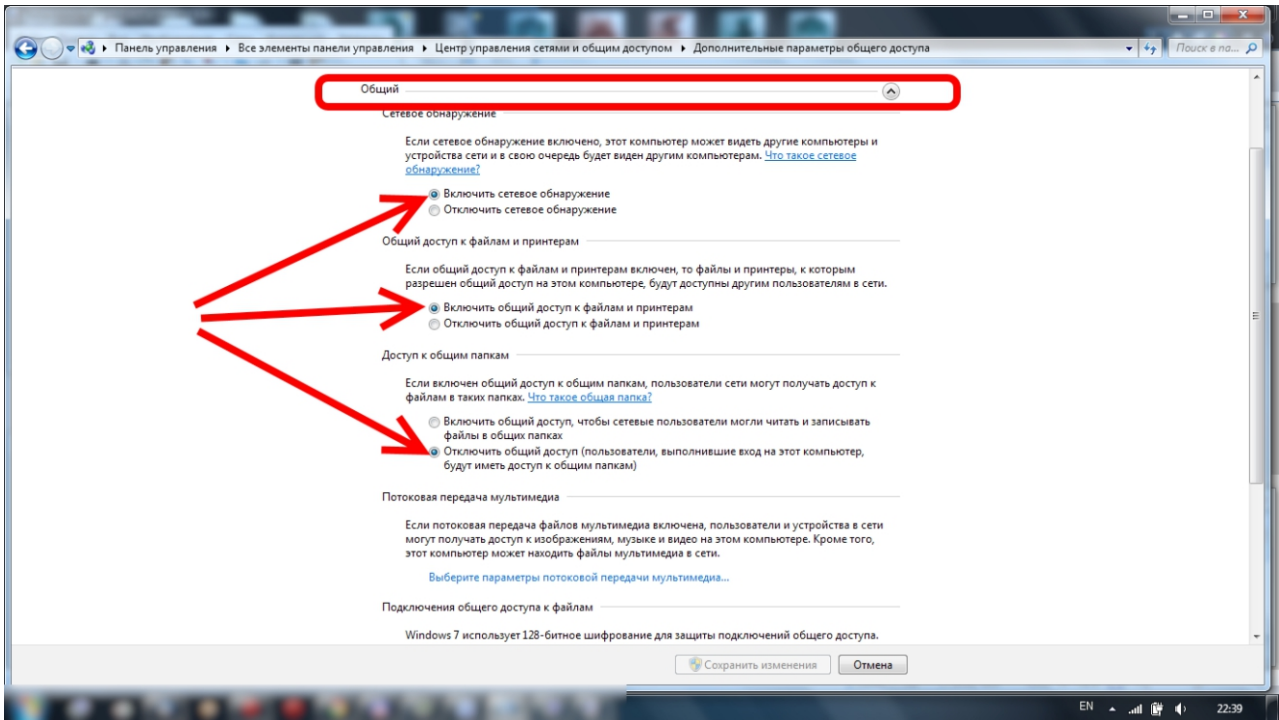 Панель управления ▸ Все элементы панели управления ▸ Центр управления сетями и общим доступом ▸ Дополнительные параметры общего доступа
Поиск в па...
Общий
Сетевое обнаружение
Если сетевое обнаружение включено, этот компьютер может видеть другие компьютеры и
устройства сети и в свою очередь будет виден другим компьютерам. Что такое сетевое
обнаружение?
Включить сетевое обнаружение
Отключить сетевое обнаружение
Общий доступ к файлам и принтерам
Если общий доступ к файлам и принтерам включен, то файлы и принтеры, к которым
разрешен общий доступ на этом компьютере, будут доступны другим пользователям в сети.
Включить общий доступ к файлам и принтерам
Отключить общий доступ к файлам и принтерам
Доступ к общим папкам
Если включен общий доступ к общим папкам, пользователи сети могут получать доступ к
файлам в таких папках. Что такое общая папка?
Включить общий доступ, чтобы сетевые пользователи могли читать и записывать
файлы в общих папках
Отключить общий доступ (пользователи, выполнившие вход на этот компьютер,
будут иметь доступ к общим папкам)
Потоковая передача мультимедиа
Если потоковая передача файлов мультимедиа включена, пользователи и устройства в сети
могут получать доступ к изображениям, музыке и видео на этом компьютере. Кроме того,
этот компьютер может находить файлы мультимедиа в сети.
Выберите параметры потоковой передачи мультимедиа...
Подключения общего доступа к файлам
Windows 7 использует 128-битное шифрование для защиты подключений общего доступа.
Сохранить изменения
Отмена
EN
22:39